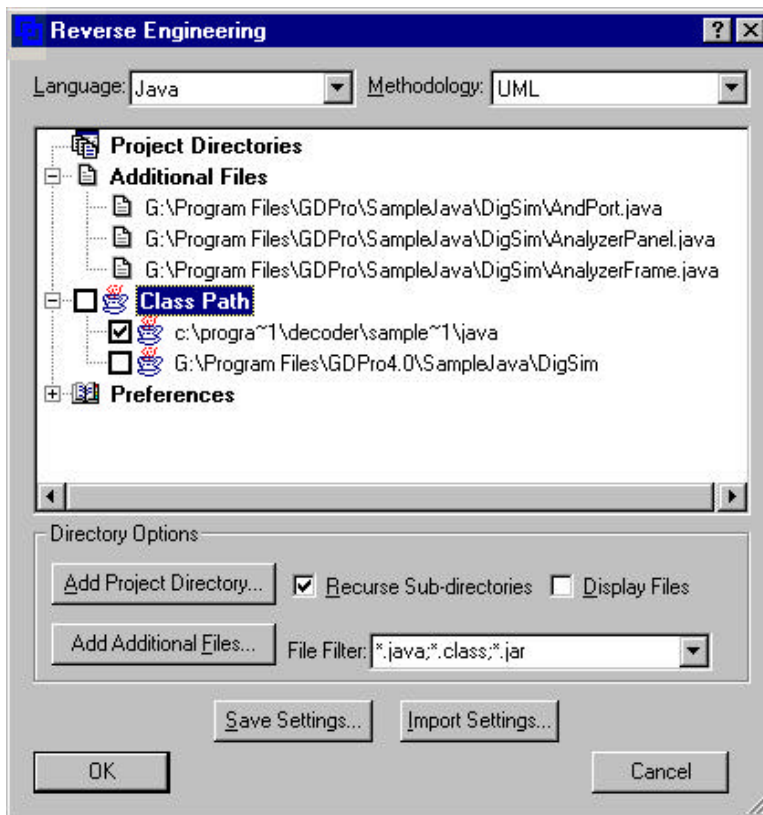 Reverse Engineering
Language: Java Methodology: UML
Project Directories
Additional Files
G:\Program Files\GDPro\SampleJava\DigSim\AndPort.java
G:\Program Files\GDPro\SampleJava\DigSim\AnalyzerPanel.java
G:\Program Files\GDPro\SampleJava\DigSim\AnalyzerFrame.java
Class Path
c:\progra~1\decoder\sample~1\java
G:\Program Files\GDPro4.0\SampleJava\DigSim
Preferences
Directory Options
Add Project Directory... Recurse Sub-directories Display Files
Add Additional Files... File Filter: *.java;*.class;*.jar
Save Settings... Import Settings...
OK Cancel